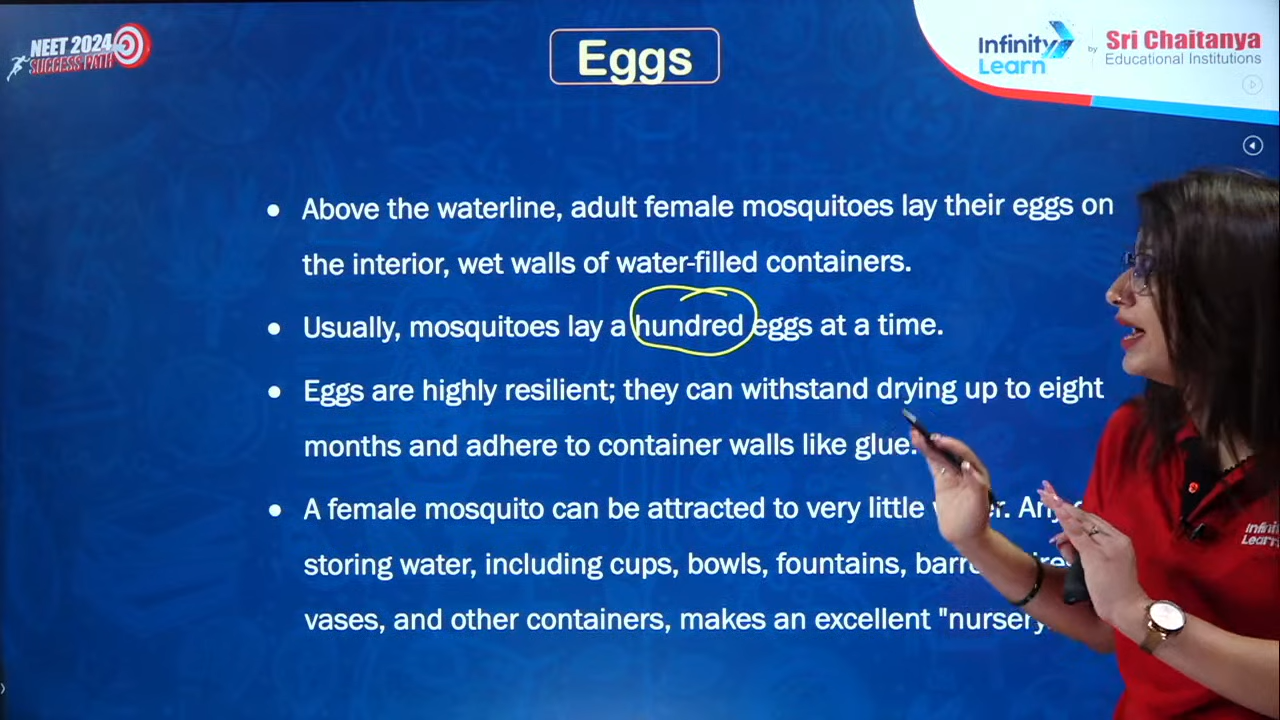 NEET 2024
SUCCESS PATH
Eggs
Infinity Learn by Sri Chaitanya Educational Institutions
• Above the waterline, adult female mosquitoes lay their eggs on
the interior, wet walls of water-filled containers.
• Usually, mosquitoes lay a hundred eggs at a time.
• Eggs are highly resilient; they can withstand drying up to eight
months and adhere to container walls like glue.
• A female mosquito can be attracted to very little
storing water, including cups, bowls, fountains,
vases, and other containers, makes an excellent "nursery
Infinity
Learn